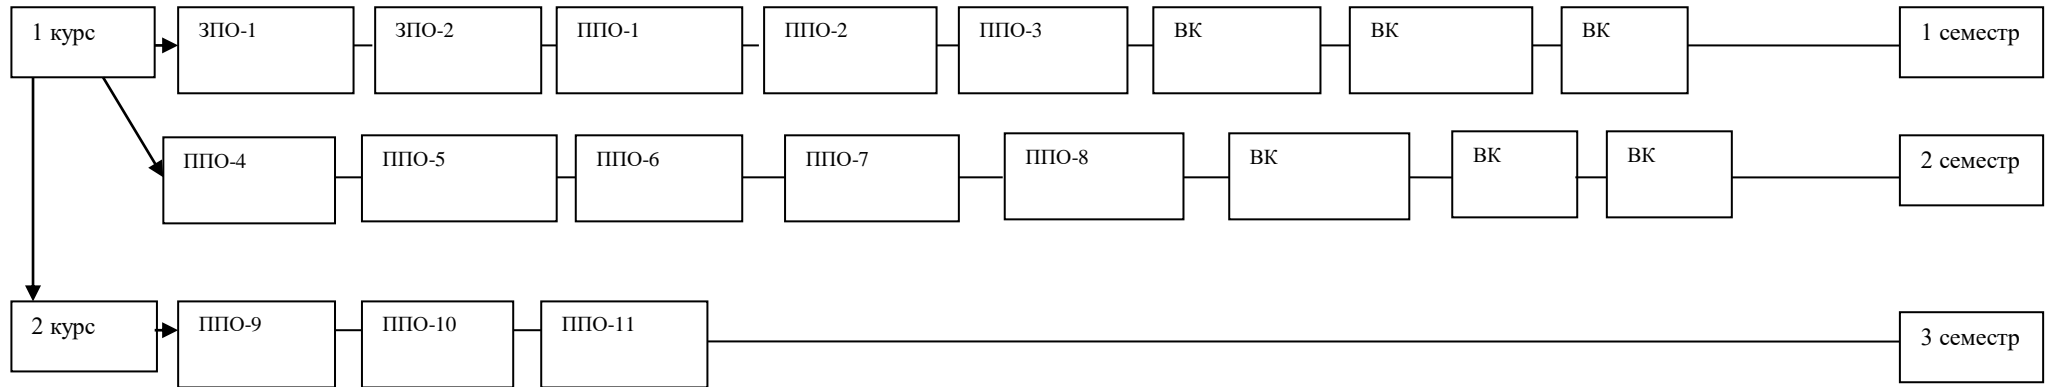 1 курс
ЗПО-1
ЗПО-2
ППО-1
ППО-2
ППО-3
ВК
ВК
ВК
1 семестр
ППО-4
ППО-5
ППО-6
ППО-7
ППО-8
ВК
ВК
ВК
2 семестр
2 курс
ППО-9
ППО-10
ППО-11
3 семестр